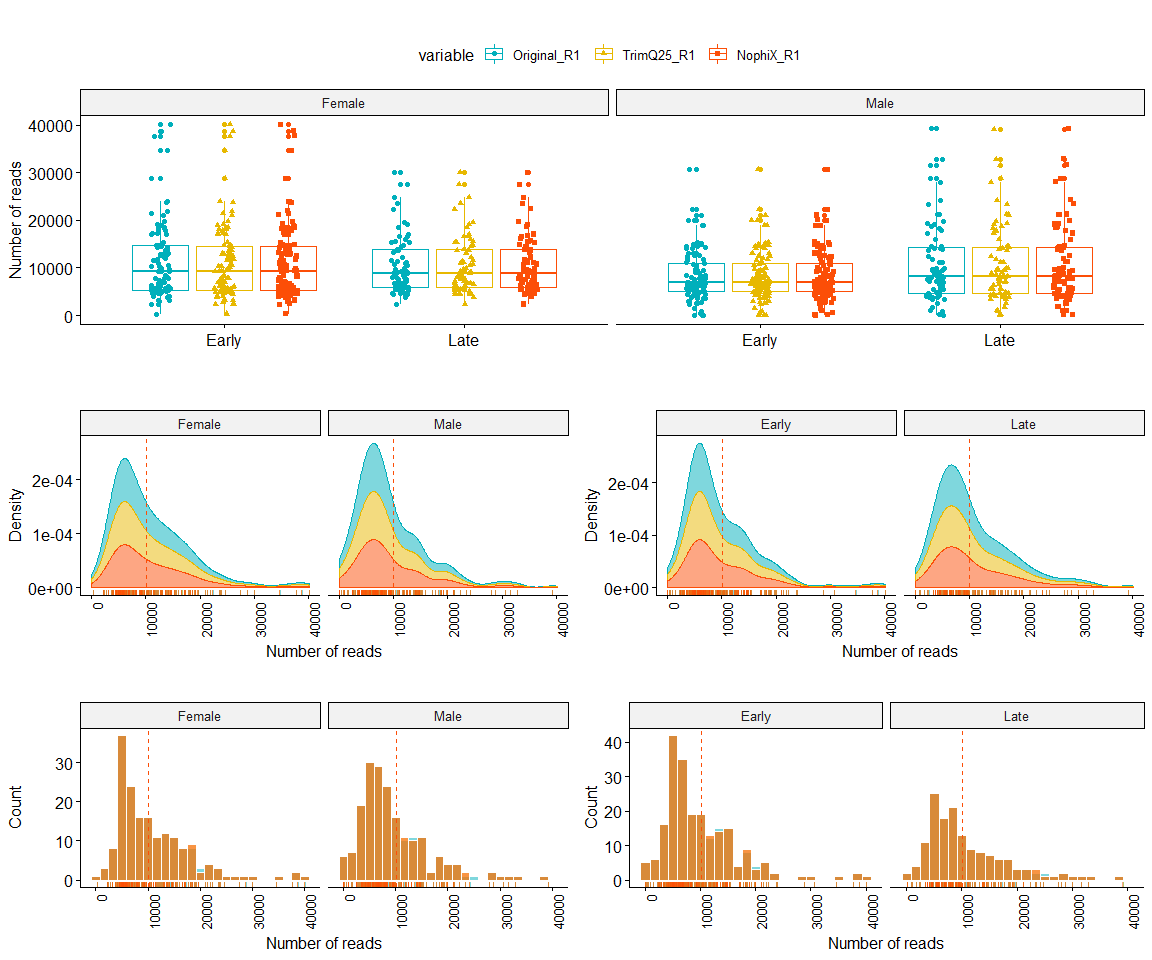 variable Original_R1 TrimQ25_R1 NophiX_R1
Female Male
Number of reads
40000
30000
20000
10000
0
Early Late Early Late
Female Male Early Late
Density
2e-04
1e-04
0e+00
Density
2e-04
1e-04
0e+00
0 10000 20000 30000 40000 0 10000 20000 30000 40000 0 10000 20000 30000 40000 0 10000 20000 30000 40000
Number of reads Number of reads
Female Male Early Late
Count
30
20
10
0
Count
40
30
20
10
0
0 10000 20000 30000 40000 0 10000 20000 30000 40000 0 10000 20000 30000 40000 0 10000 20000 30000 40000
Number of reads Number of reads